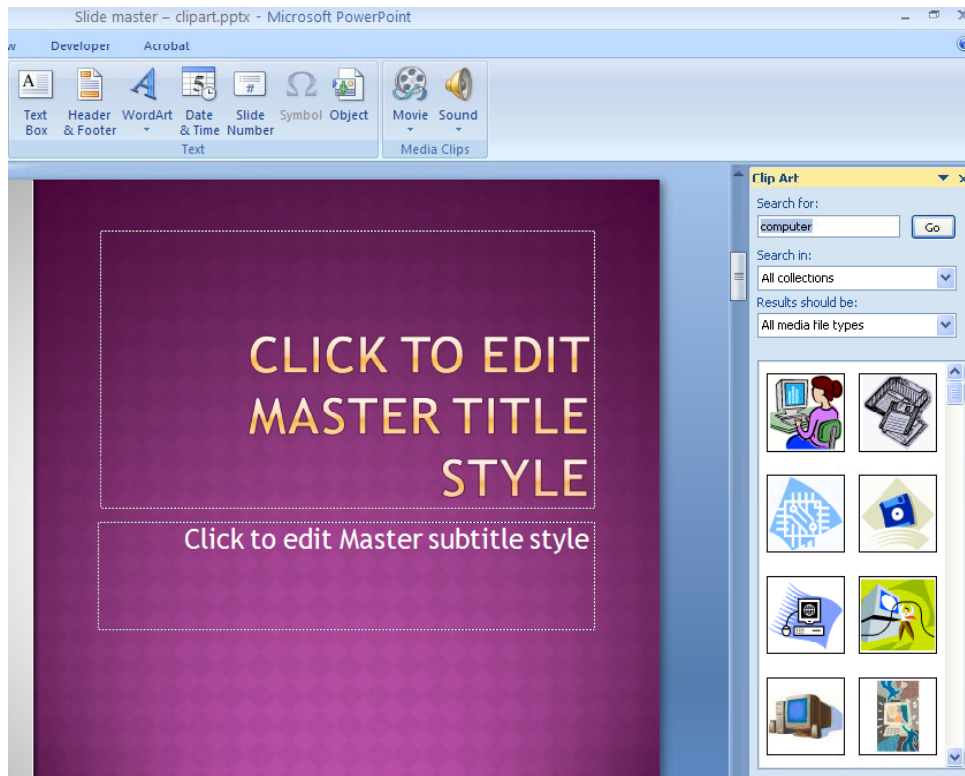 Slide master – clipart.pptx - Microsoft PowerPoint
w Developer Acrobat
A 5 # Ω
Text Header WordArt Date Slide Symbol Object Movie Sound
Box & Footer & Time Number
Text Media Clips
Clip Art
Search for:
computer Go
Search in:
All collections
Results should be:
All media file types
CLICK TO EDIT
MASTER TITLE
STYLE
Click to edit Master subtitle style